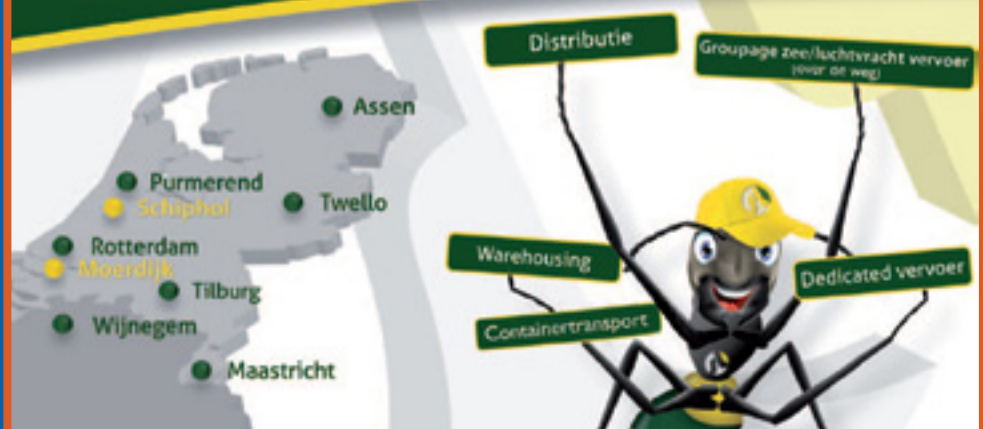 Distributie
Groupage zee/luchtvracht vervoer
(over de weg)
Assen
Purmerend
Schiphol
Twello
Rotterdam
Moerdijk
Tilburg
Wijnegem
Maastricht
Warehousing
Dedicated vervoer
Containertransport